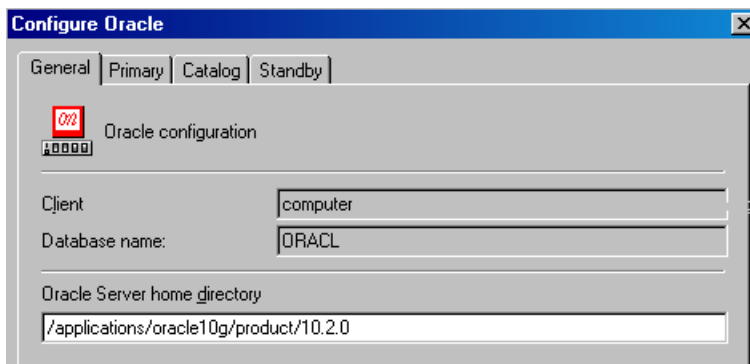 Configure Oracle
General Primary Catalog Standby
Oracle configuration
Client computer
Database name: ORACL
Oracle Server home directory
/applications/oracle10g/product/10.2.0